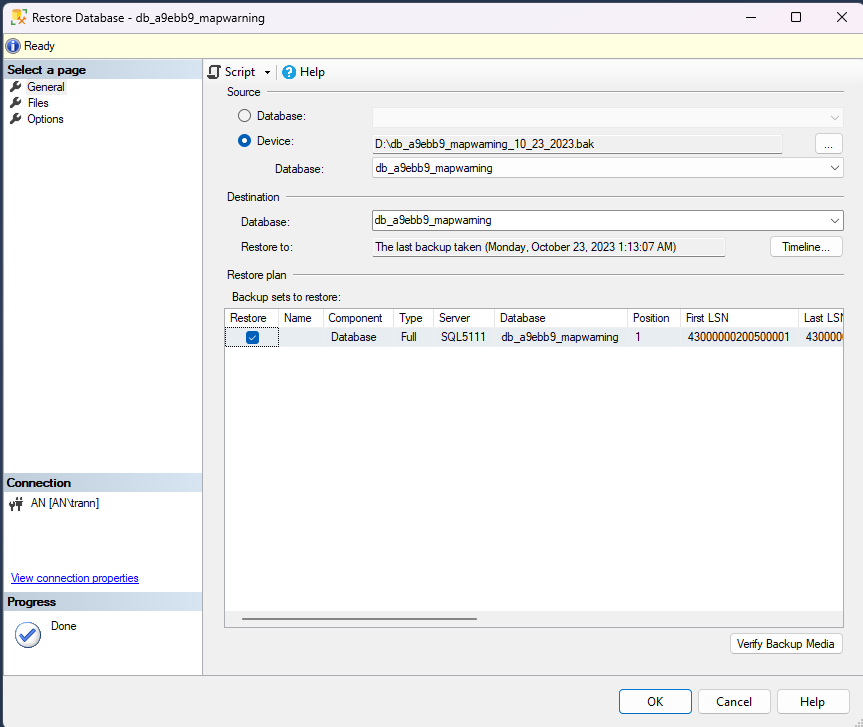 Restore Database - db_a9ebb9_mapwarning
Ready
Select a page
General
Files
Options
Script
Help
Source
Database:
Device:
D:\db_a9ebb9_mapwarning_10_23_2023.bak
...
Database:
db_a9ebb9_mapwarning
Destination
Database:
db_a9ebb9_mapwarning
Restore to:
The last backup taken (Monday, October 23, 2023 1:13:07 AM)
Timeline...
Restore plan
Backup sets to restore:
Restore Name Component Type Server Database Position First LSN Last LSN
Database Full SQL5111 db_a9ebb9_mapwarning 1 43000000200500001 430000
Connection
AN [AN\trann]
View connection properties
Progress
Done
Verify Backup Media
OK
Cancel
Help